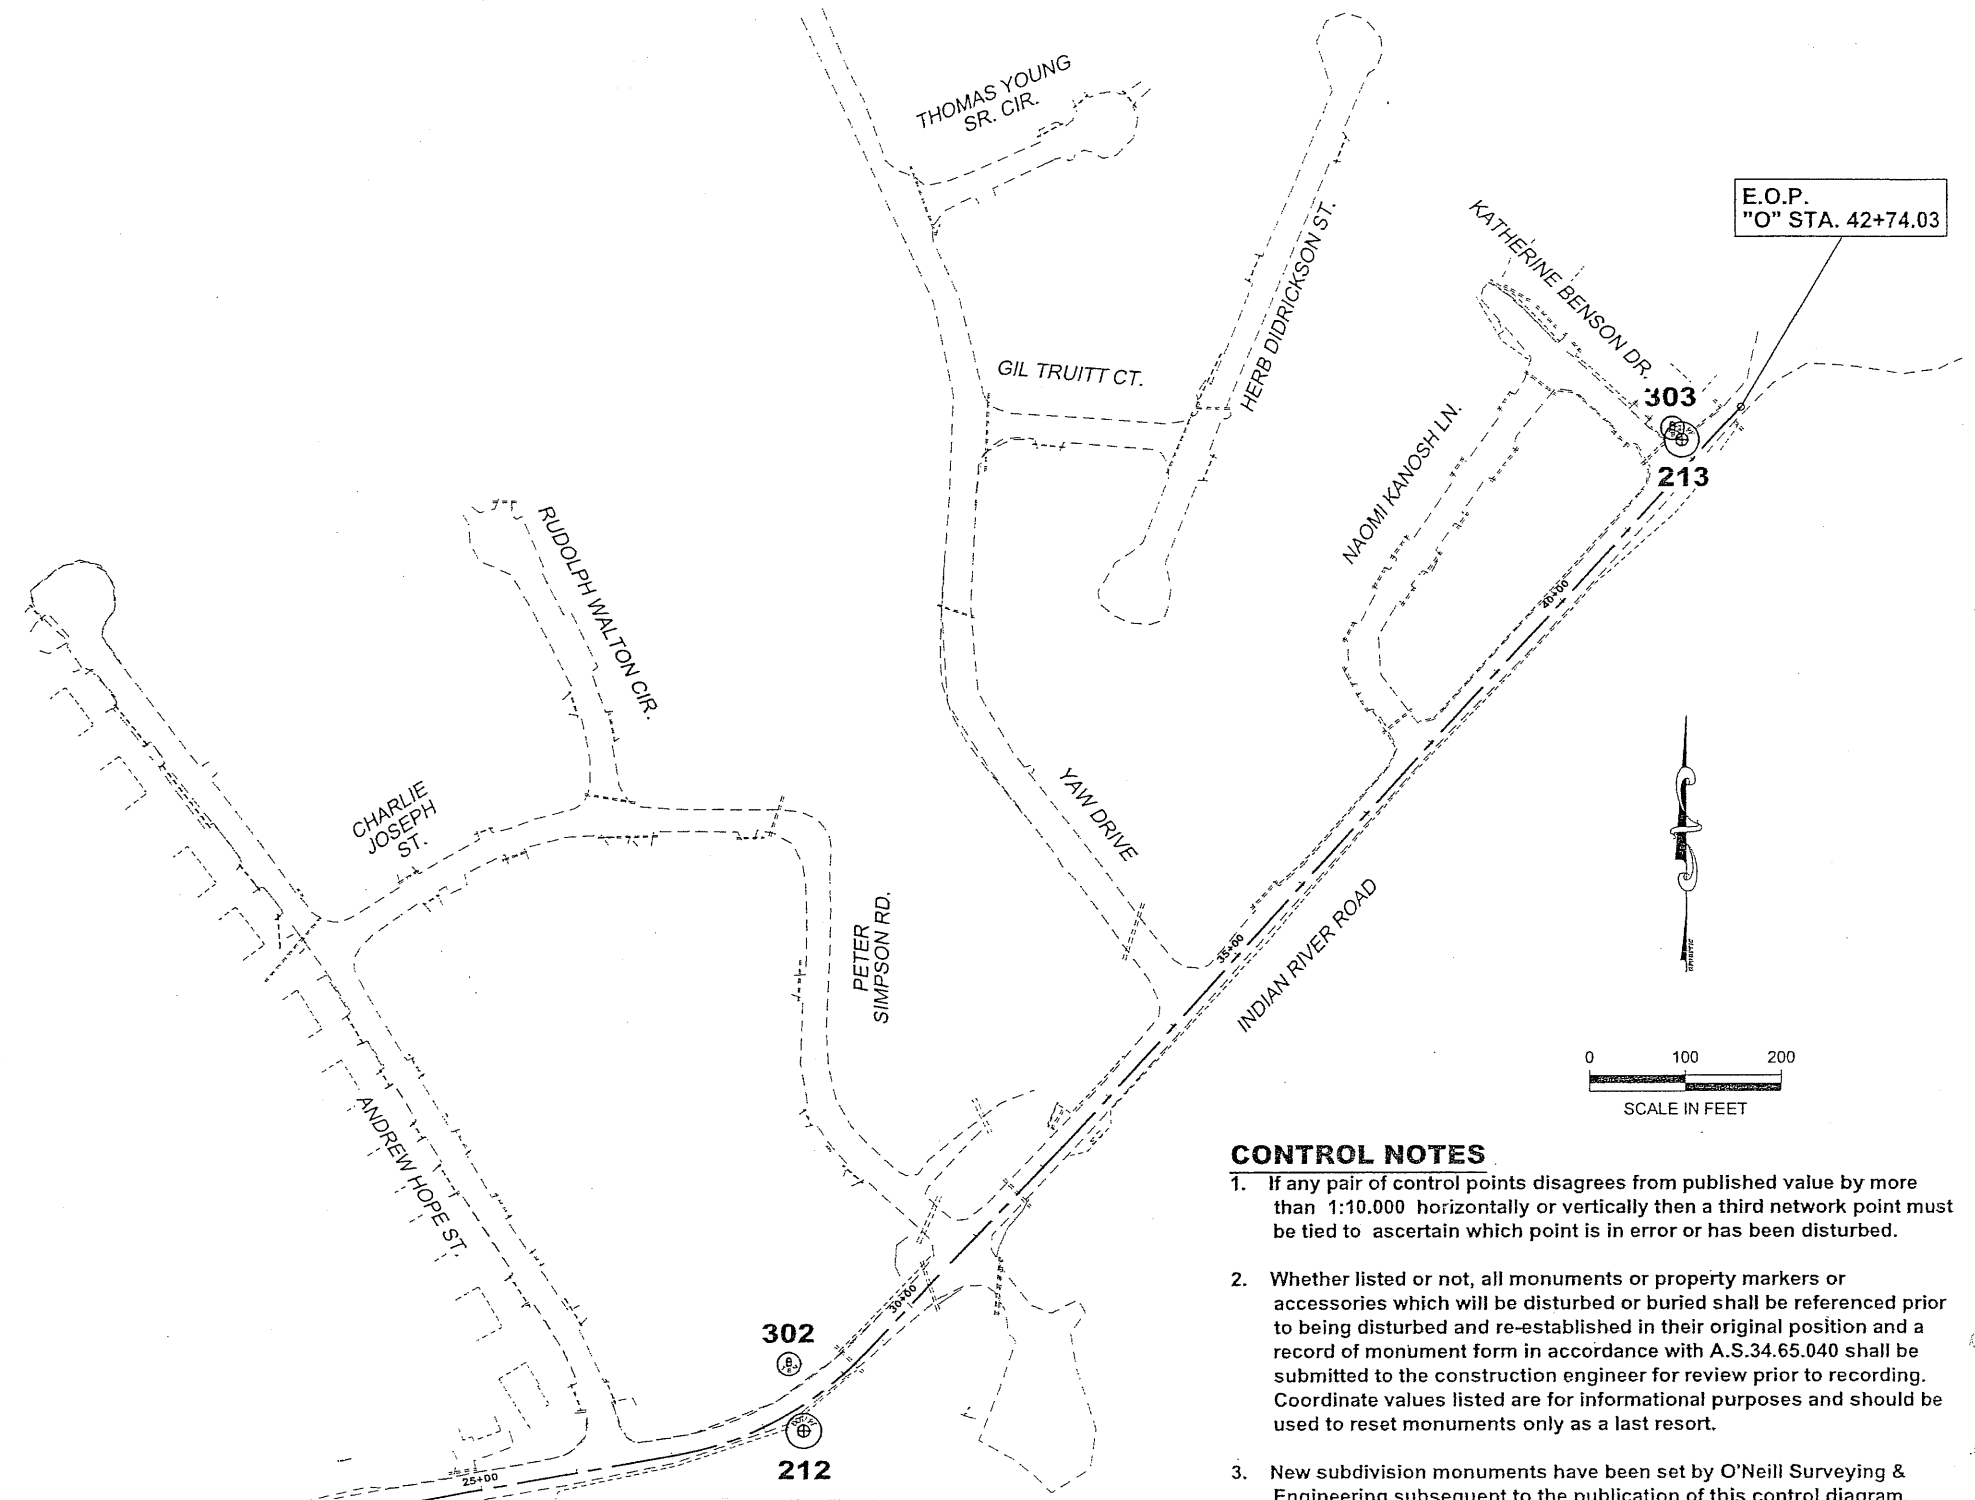 THOMAS YOUNG
SR. CIR.
E.O.P.
"O" STA. 42+74.03
KATHERINE BENSON DR.
HERB DIDRICKSON ST.
GIL TRUITT CT.
303
213
NAOMI KANOSH LN.
RUDOLPH WALTON CIR.
40+00
CHARLIE
JOSEPH
ST.
YAW DRIVE
PETER
SIMPSON RD.
35+00
INDIAN RIVER ROAD
0 100 200
SCALE IN FEET
ANDREW HOPE ST.
30+00
302
212
25+00
CONTROL NOTES
1. If any pair of control points disagrees from published value by more
than 1:10.000 horizontally or vertically then a third network point must
be tied to ascertain which point is in error or has been disturbed.
2. Whether listed or not, all monuments or property markers or
accessories which will be disturbed or buried shall be referenced prior
to being disturbed and re-established in their original position and a
record of monument form in accordance with A.S.34.65.040 shall be
submitted to the construction engineer for review prior to recording.
Coordinate values listed are for informational purposes and should be
used to reset monuments only as a last resort.
3. New subdivision monuments have been set by O'Neill Surveying &
Engineering subsequent to the publication of this control diagram.